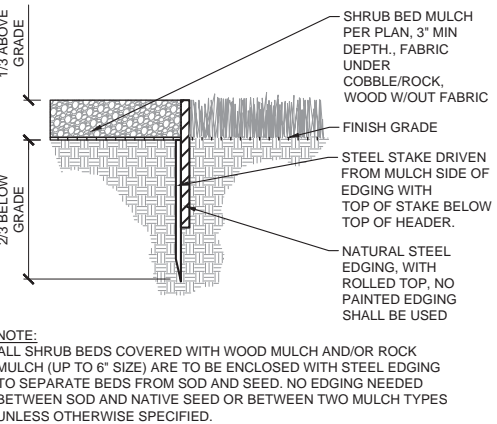 1/3 ABOVE
GRADE
2/3 BELOW
GRADE
SHRUB BED MULCH
PER PLAN, 3" MIN
DEPTH., FABRIC
UNDER
COBBLE/ROCK,
WOOD W/OUT FABRIC
FINISH GRADE
STEEL STAKE DRIVEN
FROM MULCH SIDE OF
EDGING WITH
TOP OF STAKE BELOW
TOP OF HEADER.
NATURAL STEEL
EDGING, WITH
ROLLED TOP, NO
PAINTED EDGING
SHALL BE USED
NOTE:
ALL SHRUB BEDS COVERED WITH WOOD MULCH AND/OR ROCK
MULCH (UP TO 6" SIZE) ARE TO BE ENCLOSED WITH STEEL EDGING
TO SEPARATE BEDS FROM SOD AND SEED. NO EDGING NEEDED
BETWEEN SOD AND NATIVE SEED OR BETWEEN TWO MULCH TYPES
UNLESS OTHERWISE SPECIFIED.